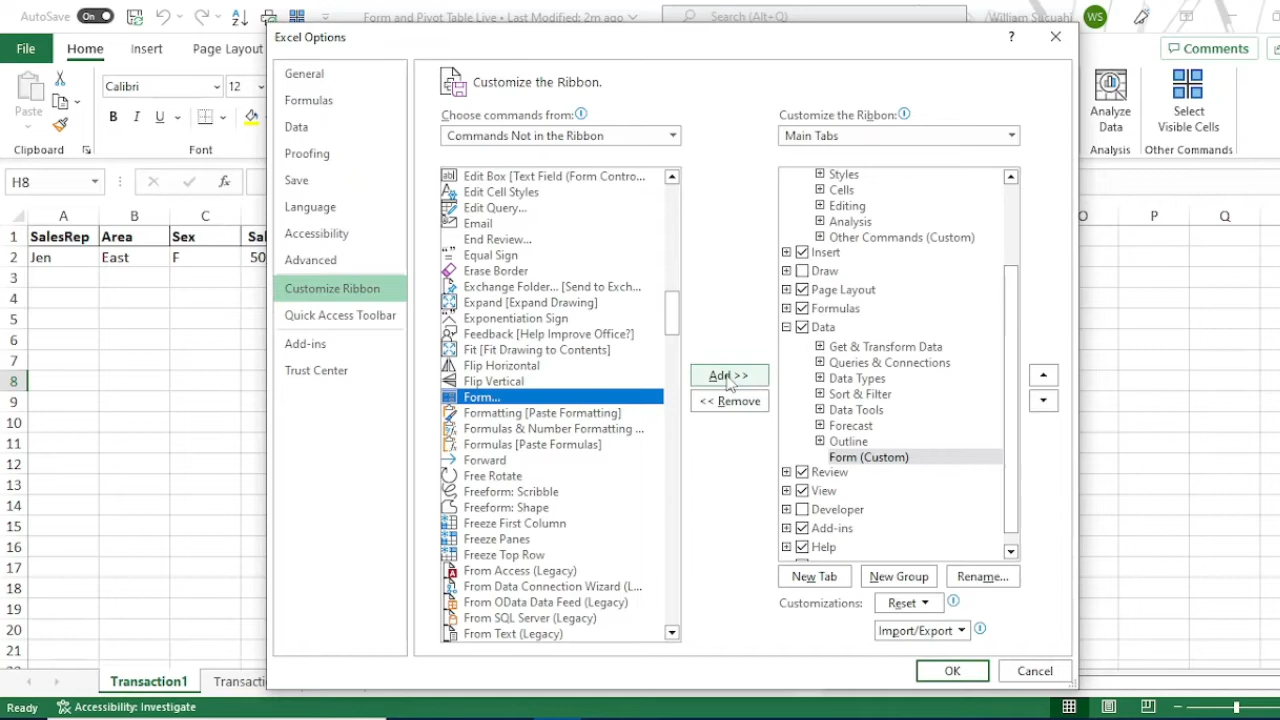 AutoSave On Form and Pivot Table Live • Last Modified: 2m ago Search (Alt+Q) William Sacuahi WS
Excel Options ?
File Home Insert Page Layout Comments
Paste
Clipboard
Calibri 12
B I U
Font
Analyze Data
Analysis
Select Visible Cells
Other Commands
H8 fx
A B C P Q
1 SalesRep Area Sex
2 Jen East F
3
4
5
6
7
8
9
10
11
12
13
14
15
16
17
18
19
20
21
General
Formulas
Data
Proofing
Save
Language
Accessibility
Advanced
Customize Ribbon
Quick Access Toolbar
Add-ins
Trust Center
Customize the Ribbon.
Choose commands from:
Commands Not in the Ribbon
Edit Box [Text Field (Form Contro...
Edit Cell Styles
Edit Query...
Email
End Review...
Equal Sign
Erase Border
Exchange Folder... [Send to Exch...
Expand [Expand Drawing]
Exponentiation Sign
Feedback [Help Improve Office?]
Fit [Fit Drawing to Contents]
Flip Horizontal
Flip Vertical
Form...
Formatting [Paste Formatting]
Formulas & Number Formatting ...
Formulas [Paste Formulas]
Forward
Free Rotate
Freeform: Scribble
Freeform: Shape
Freeze First Column
Freeze Panes
Freeze Top Row
From Access (Legacy)
From Data Connection Wizard (L...
From OData Data Feed (Legacy)
From SQL Server (Legacy)
From Text (Legacy)
Add >>
<< Remove
Customize the Ribbon:
Main Tabs
Styles
Cells
Editing
Analysis
Other Commands (Custom)
Insert
Draw
Page Layout
Formulas
Data
Get & Transform Data
Queries & Connections
Data Types
Sort & Filter
Data Tools
Forecast
Outline
Form (Custom)
Review
View
Developer
Add-ins
Help
New Tab New Group Rename...
Customizations: Reset
Import/Export
OK Cancel
Transaction1
Ready Accessibility: Investigate